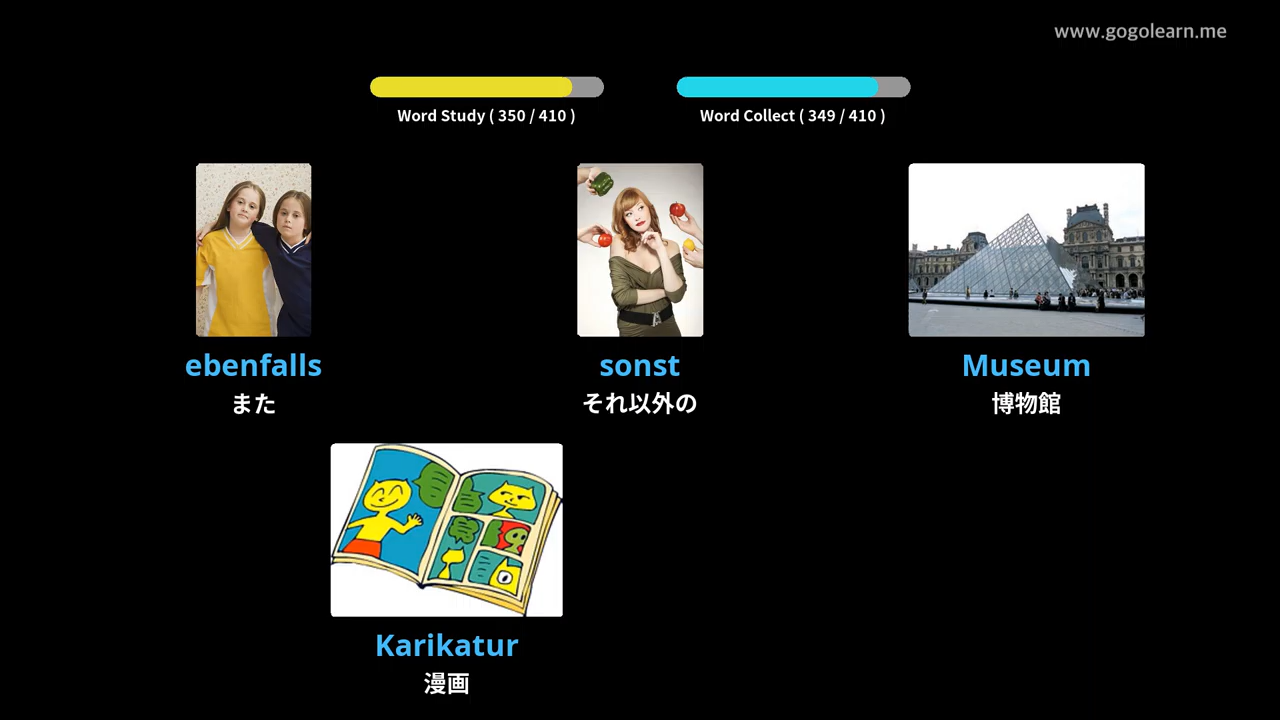 www.gogolearn.me
Word Study ( 350 / 410 )
Word Collect ( 349 / 410 )
ebenfalls
また
sonst
それ以外の
Museum
博物館
Karikatur
漫画